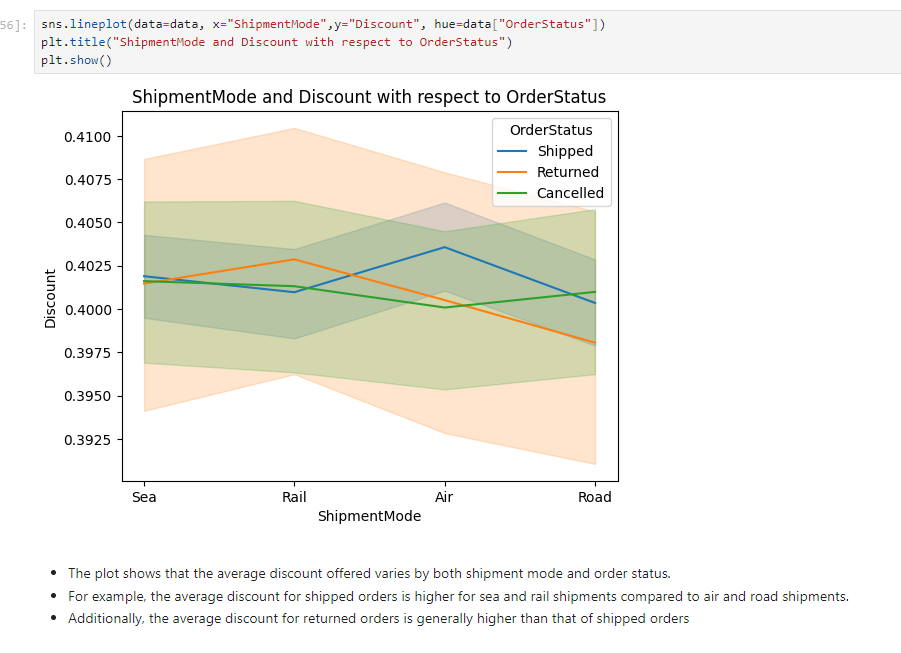 56]:
sns.lineplot(data=data, x="ShipmentMode",y="Discount", hue=data["OrderStatus"])
plt.title("ShipmentMode and Discount with respect to OrderStatus")
plt.show()
ShipmentMode and Discount with respect to OrderStatus
OrderStatus
Shipped
Returned
Cancelled
0.4100
0.4075
0.4050
0.4025
0.4000
0.3975
0.3950
0.3925
Discount
Sea Rail Air Road
ShipmentMode
• The plot shows that the average discount offered varies by both shipment mode and order status.
• For example, the average discount for shipped orders is higher for sea and rail shipments compared to air and road shipments.
• Additionally, the average discount for returned orders is generally higher than that of shipped orders